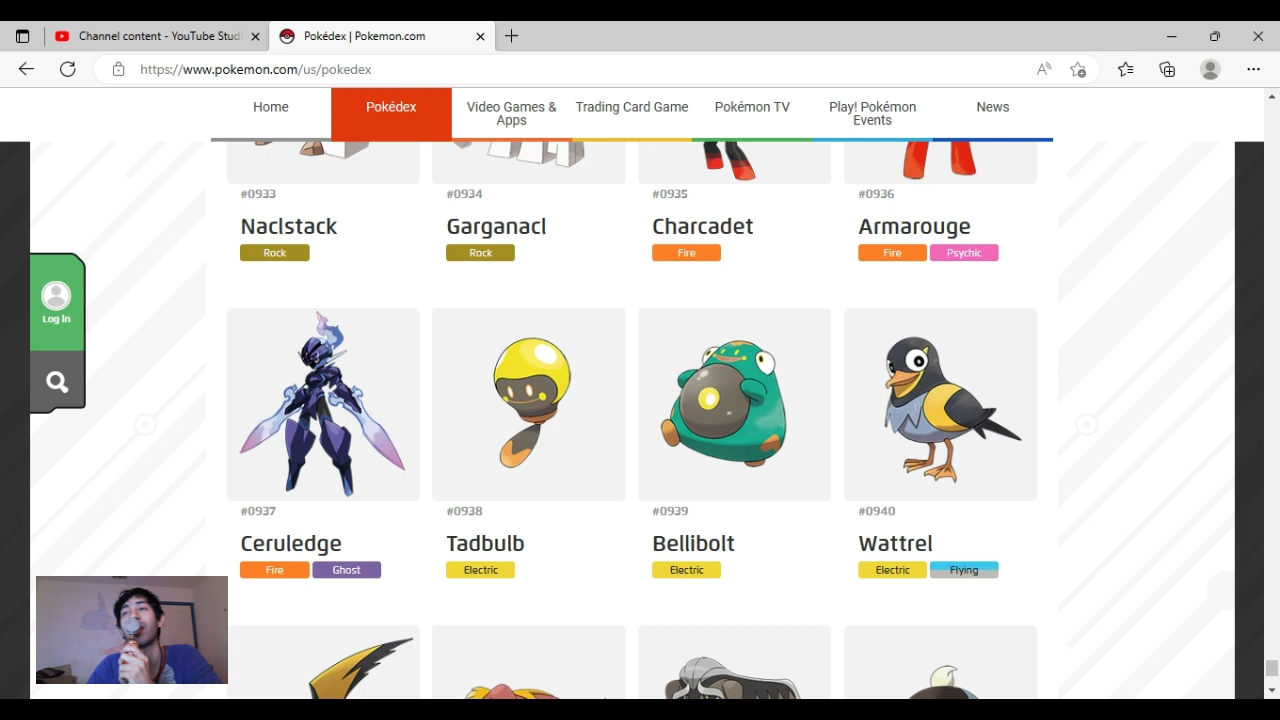 Channel content - YouTube Stud
Pokédex | Pokemon.com
https://www.pokemon.com/us/pokedex
Home
Pokédex
Video Games &
Apps
Trading Card Game
Pokémon TV
Play! Pokémon
Events
News
#0933
#0934
#0935
#0936
Naclstack
Garganacl
Charcadet
Armarouge
Rock
Rock
Fire
Fire Psychic
Log in
#0937
#0938
#0939
#0940
Ceruledge
Tadbulb
Bellibolt
Wattrel
Fire Ghost
Electric
Electric
Electric Flying